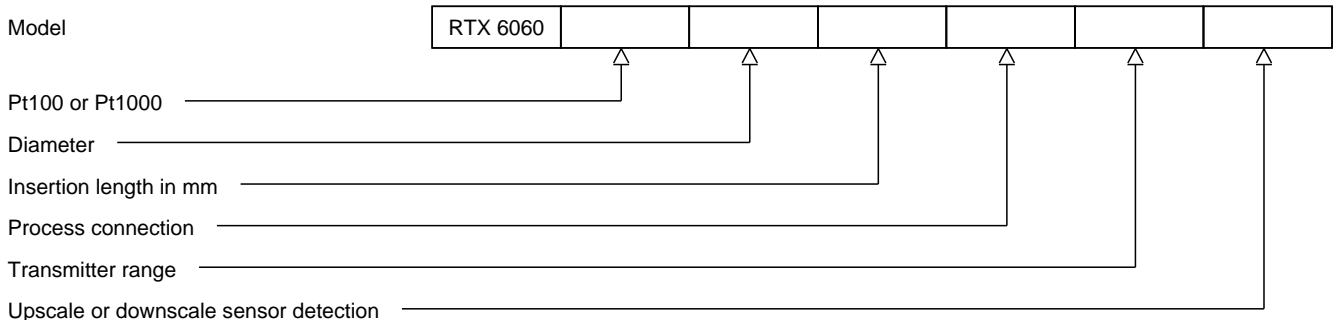 Model RTX 6060
Pt100 or Pt1000
Diameter
Insertion length in mm
Process connection
Transmitter range
Upscale or downscale sensor detection